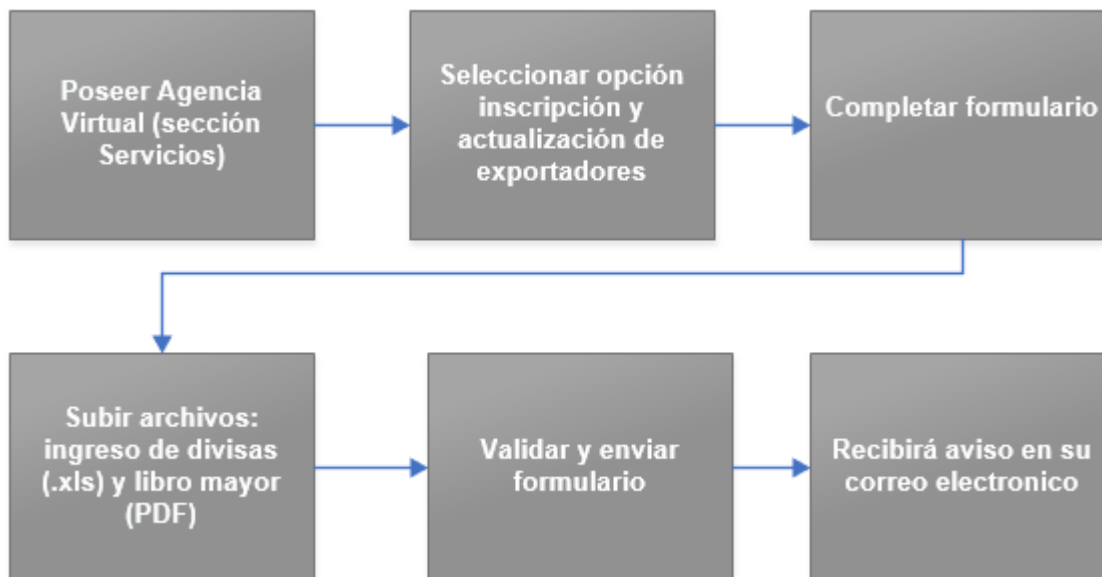 Poseer Agencia
Virtual (sección
Servicios)
Seleccionar opción
inscripción y
actualización de
exportadores
Completar formulario
Subir archivos:
ingreso de divisas
(.xls) y libro mayor
(PDF)
Validar y enviar
formulario
Recibirá aviso en su
correo electronico